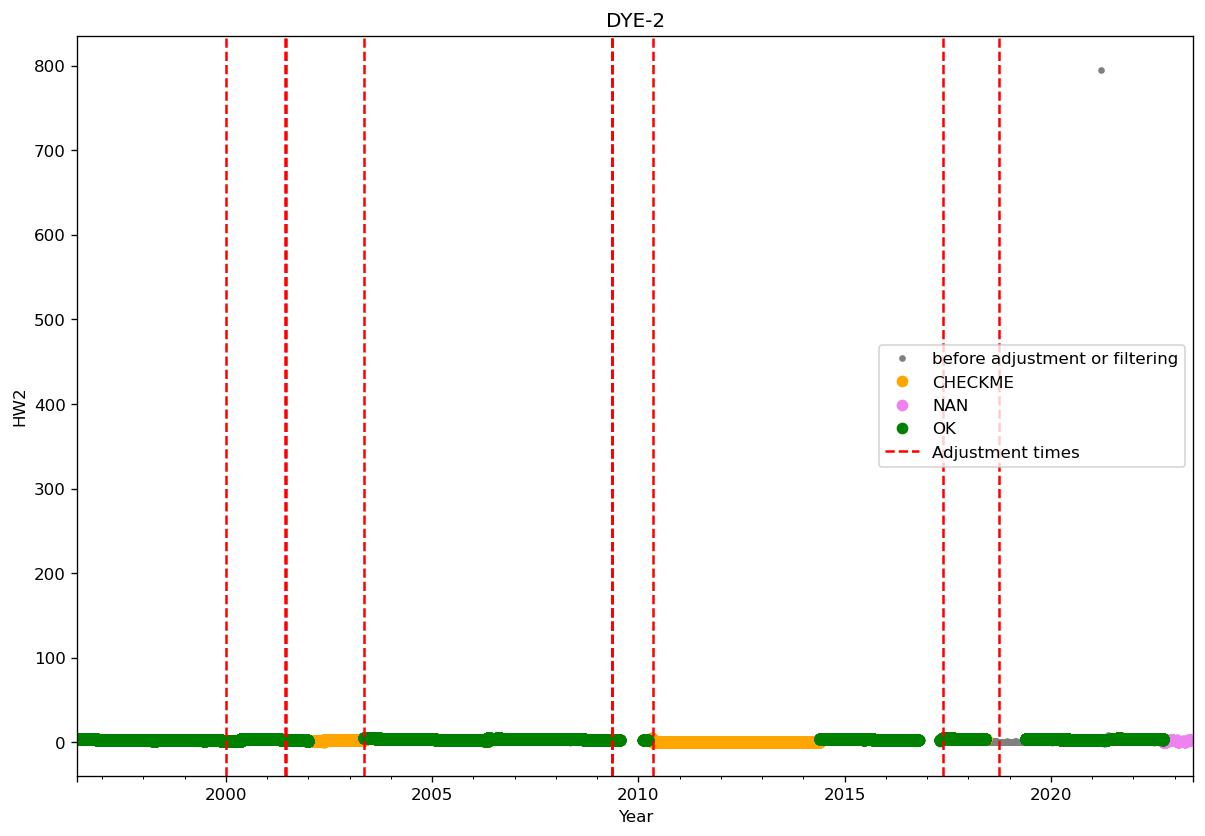 DYE-2
800
700
600
500
400
300
200
100
0
HW2
before adjustment or filtering
CHECKME
NAN
OK
Adjustment times
2000 2005 2010 2015 2020
Year